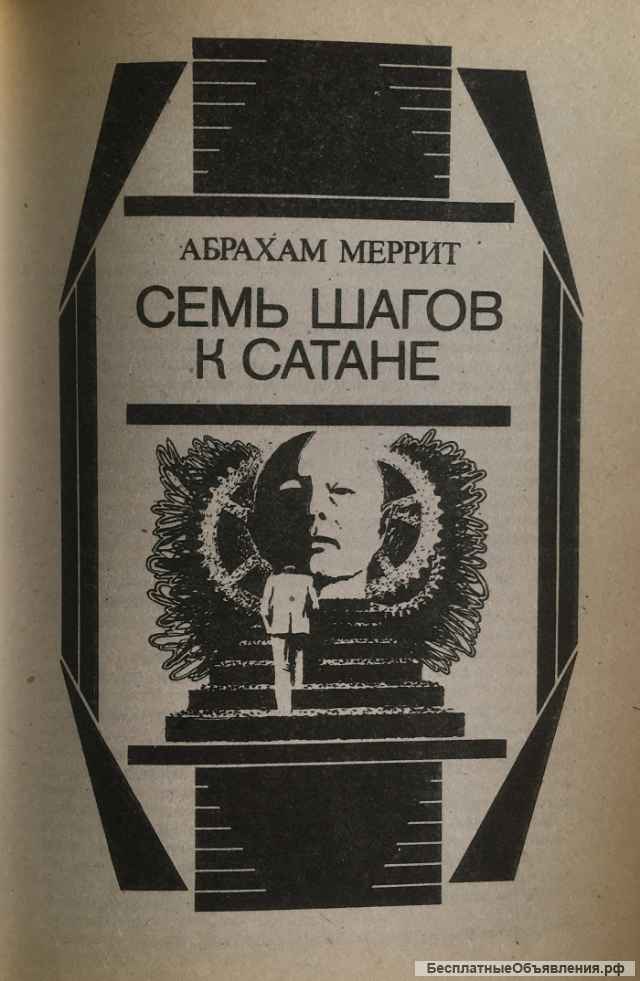 АБРАХАМ МЕРРИТ
СЕМЬ ШАГОВ
К САТАНЕ
БесплатныеОбъявления.рф